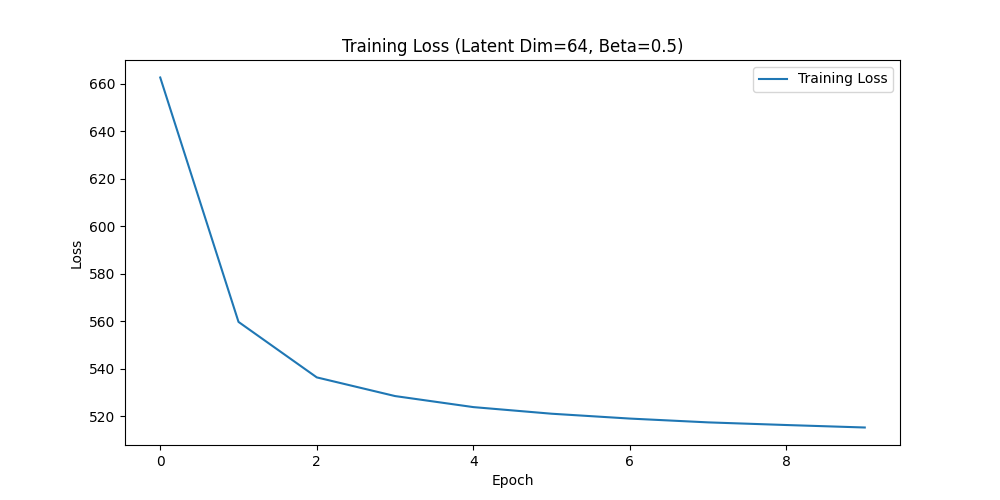 Training Loss (Latent Dim=64, Beta=0.5)
Training Loss
660
640
620
600
580
560
540
520
Loss
0 2 4 6 8
Epoch